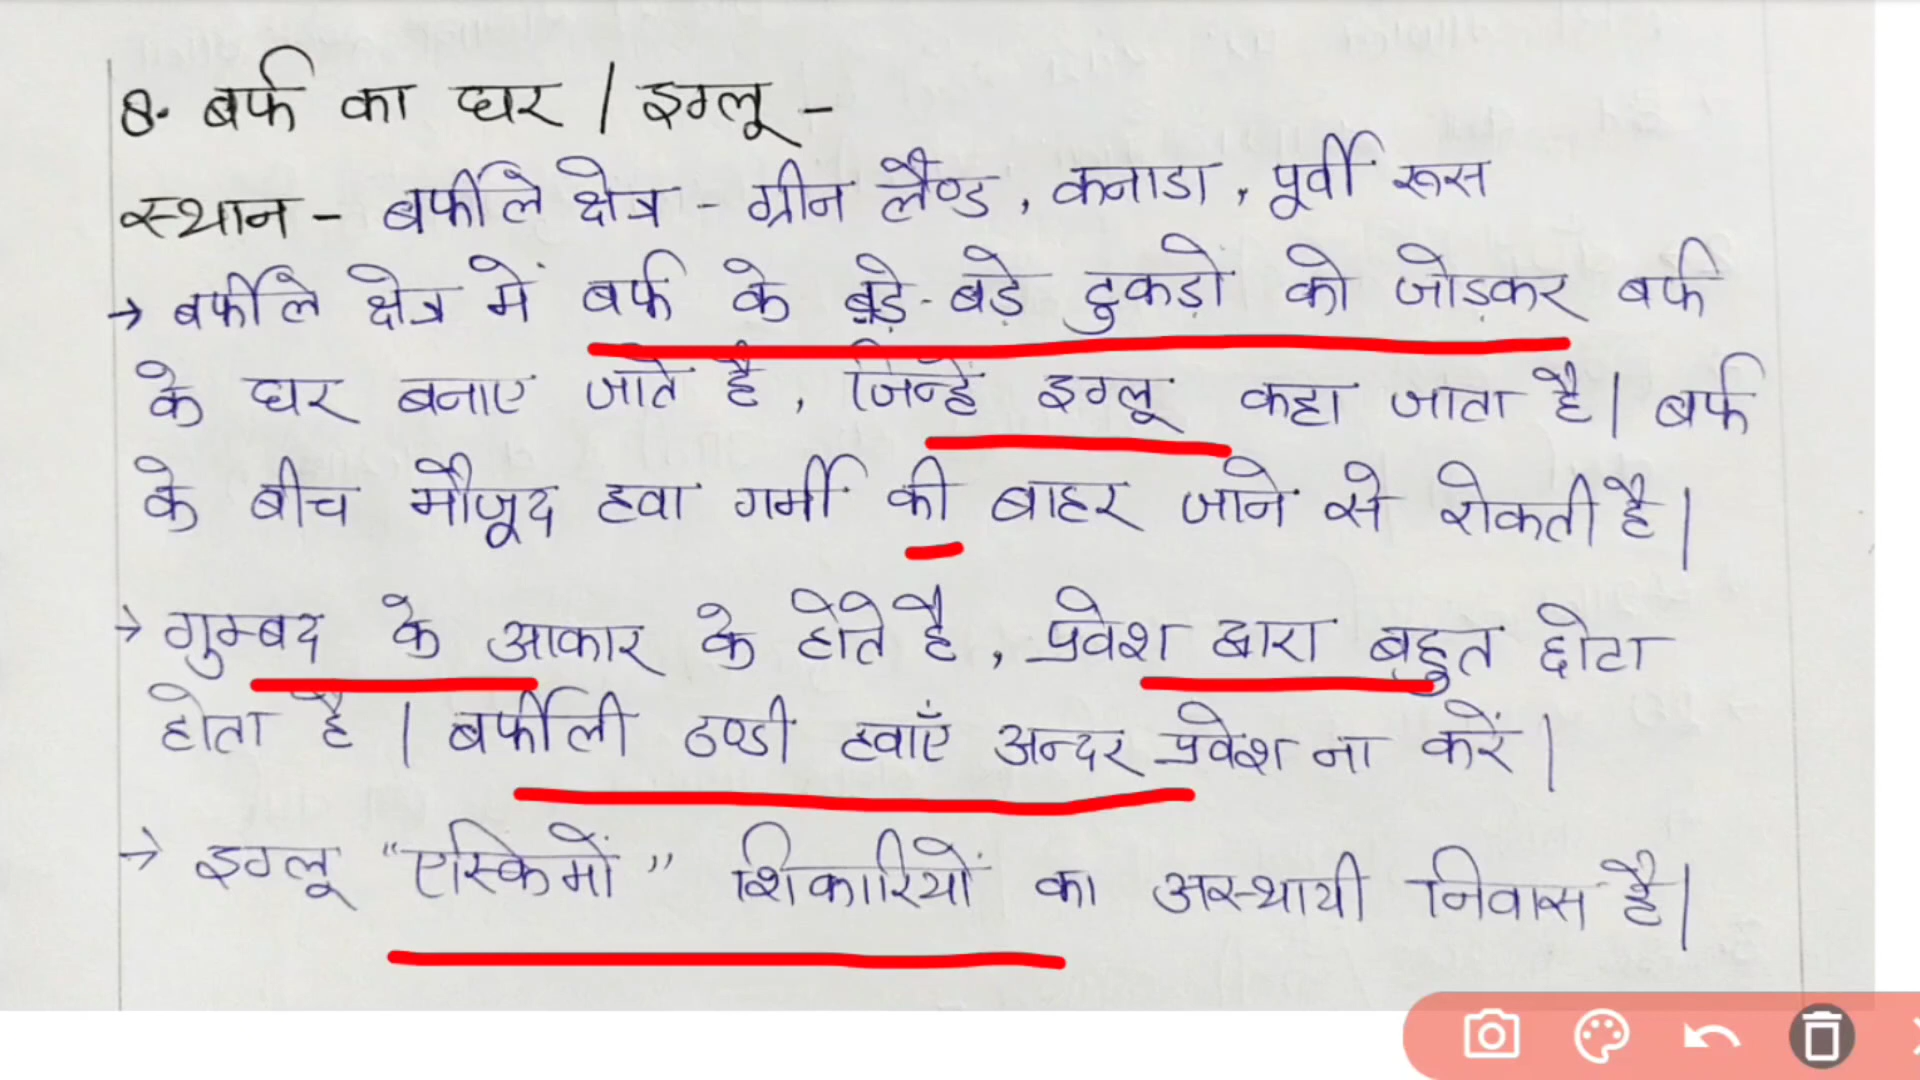 8. बर्फ का घर / इग्लू -
स्थान - बर्फीले क्षेत्र - ग्रीन लैण्ड, कनाडा, पूर्वी रूस
→ बर्फीले क्षेत्र में बर्फ के बड़े-बड़े टुकड़ो को जोड़कर बर्फ
के घर बनाए जाते है, जिन्हें इग्लू कहा जाता है। बर्फ
के बीच मौजूद हवा गर्मी की बाहर जाने से रोकती है।
→ गुम्बद के आकार के होते है, प्रवेश द्वारा बहुत छोटा
होता है। बर्फीली ठण्डी हवाएँ अन्दर प्रवेश ना करें।
→ इग्लू "एस्किमों" शिकारियों का अस्थायी निवास है।